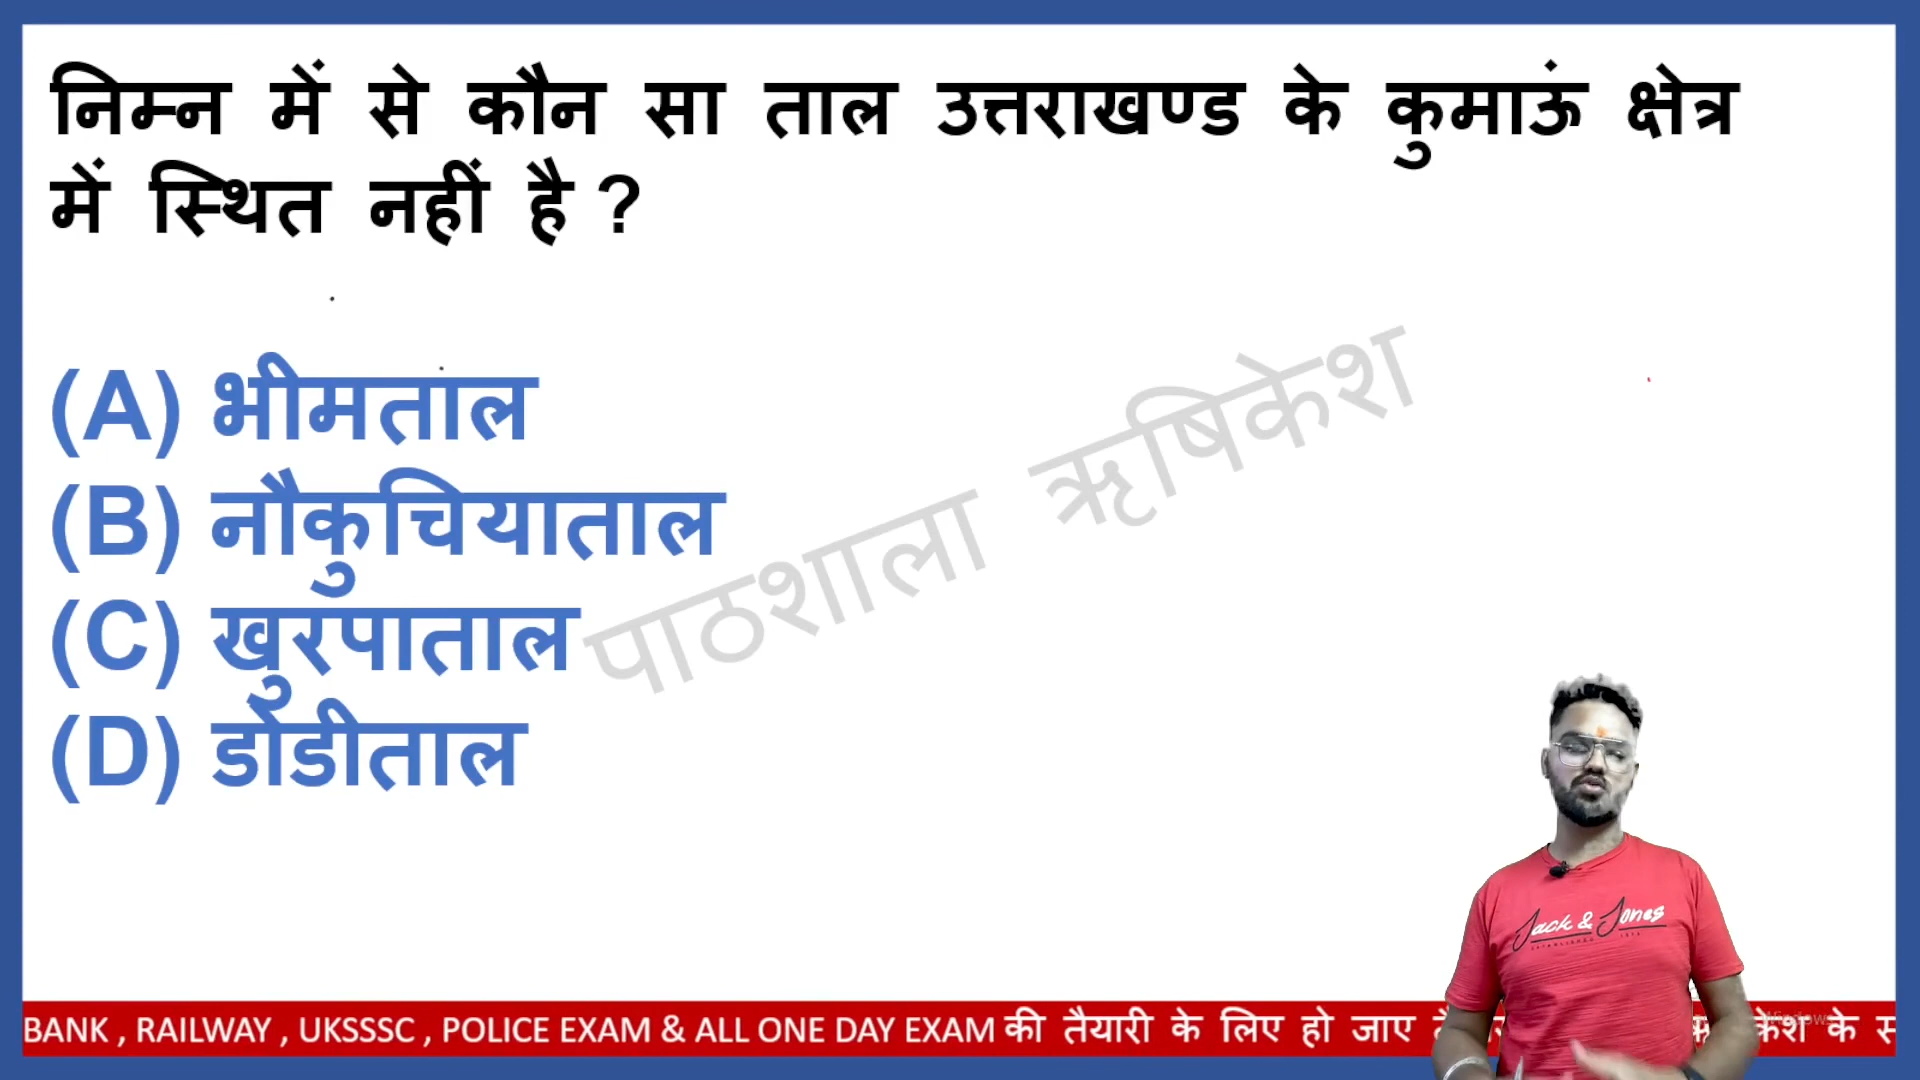 निम्न में से कौन सा ताल उत्तराखण्ड के कुमाऊं क्षेत्र
में स्थित नहीं है ?
(A) भीमताल
(B) नौकुचियाताल
(C) खुरपाताल
(D) डोडीताल
पाठशाला ऋषिकेश
Jack & Jones
BANK , RAILWAY , UKSSSC , POLICE EXAM & ALL ONE DAY EXAM की तैयारी के लिए हो जाए के